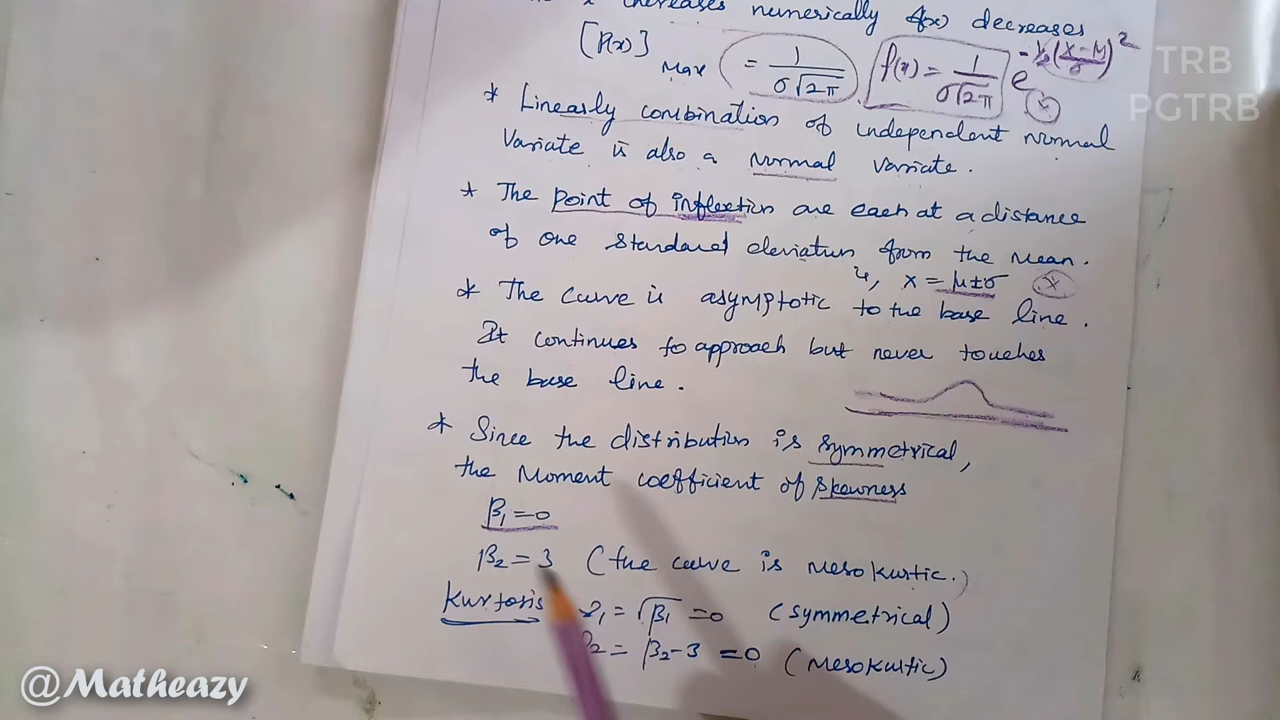 x increases numerically f(x) decreases
[P(x)] Max = 1/σ√2π f(x) = 1/σ√2π e^-½(x-μ/σ)²
* Linearly combination of independent normal
Variate is also a normal variate.
* The point of inflection are each at a distance
of one standard deviation from the mean.
x = μ±σ
* The curve is asymptotic to the base line.
It continues to approach but never touches
the base line.
* Since the distribution is symmetrical,
the Moment coefficient of skewness
β₁=0
β₂=3 (the curve is Mesokurtic.)
Kurtosis γ₁ = √β₁ = 0 (symmetrical)
= β₂-3 = 0 (Mesokurtic)
TRB
PGTRB
@Matheazy